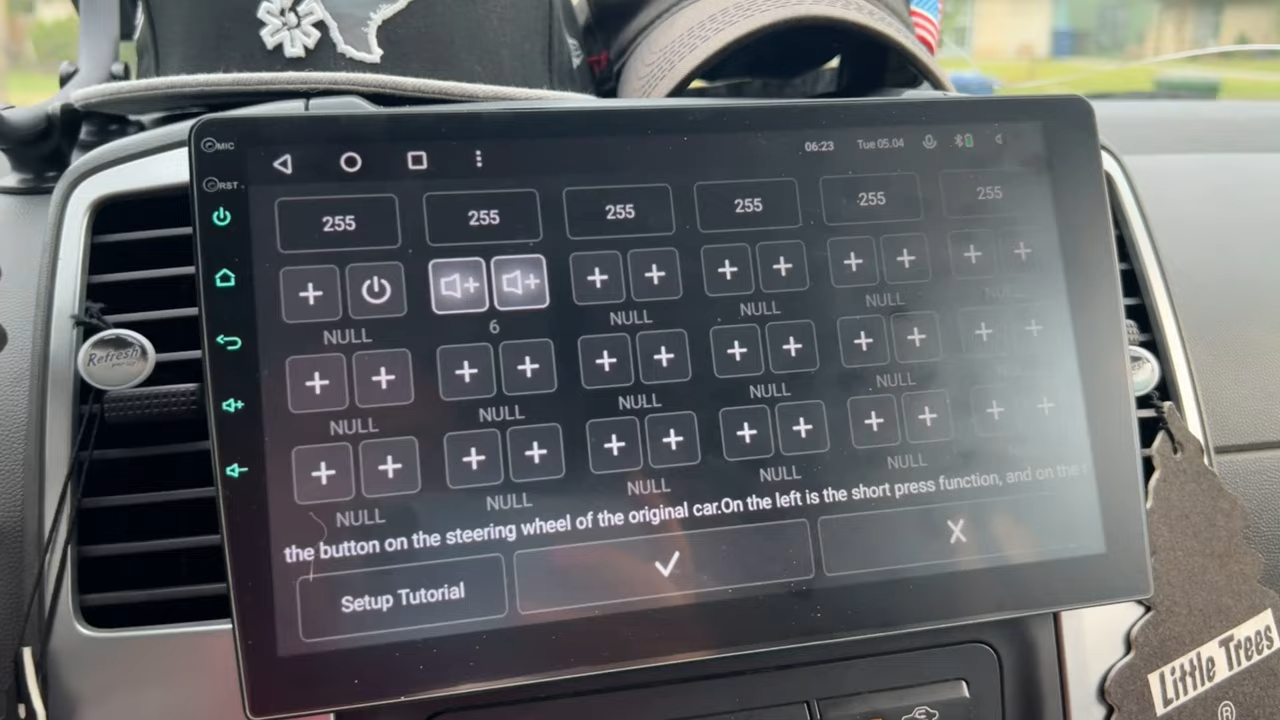 MIC
06:23 Tue 05.04
RST
255 255 255 255 255 255
NULL 6 NULL NULL NULL NULL
NULL NULL NULL NULL NULL
NULL NULL NULL NULL NULL
the button on the steering wheel of the original car.On the left is the short press function, and on the r
Setup Tutorial
Refresh
Little Trees
®